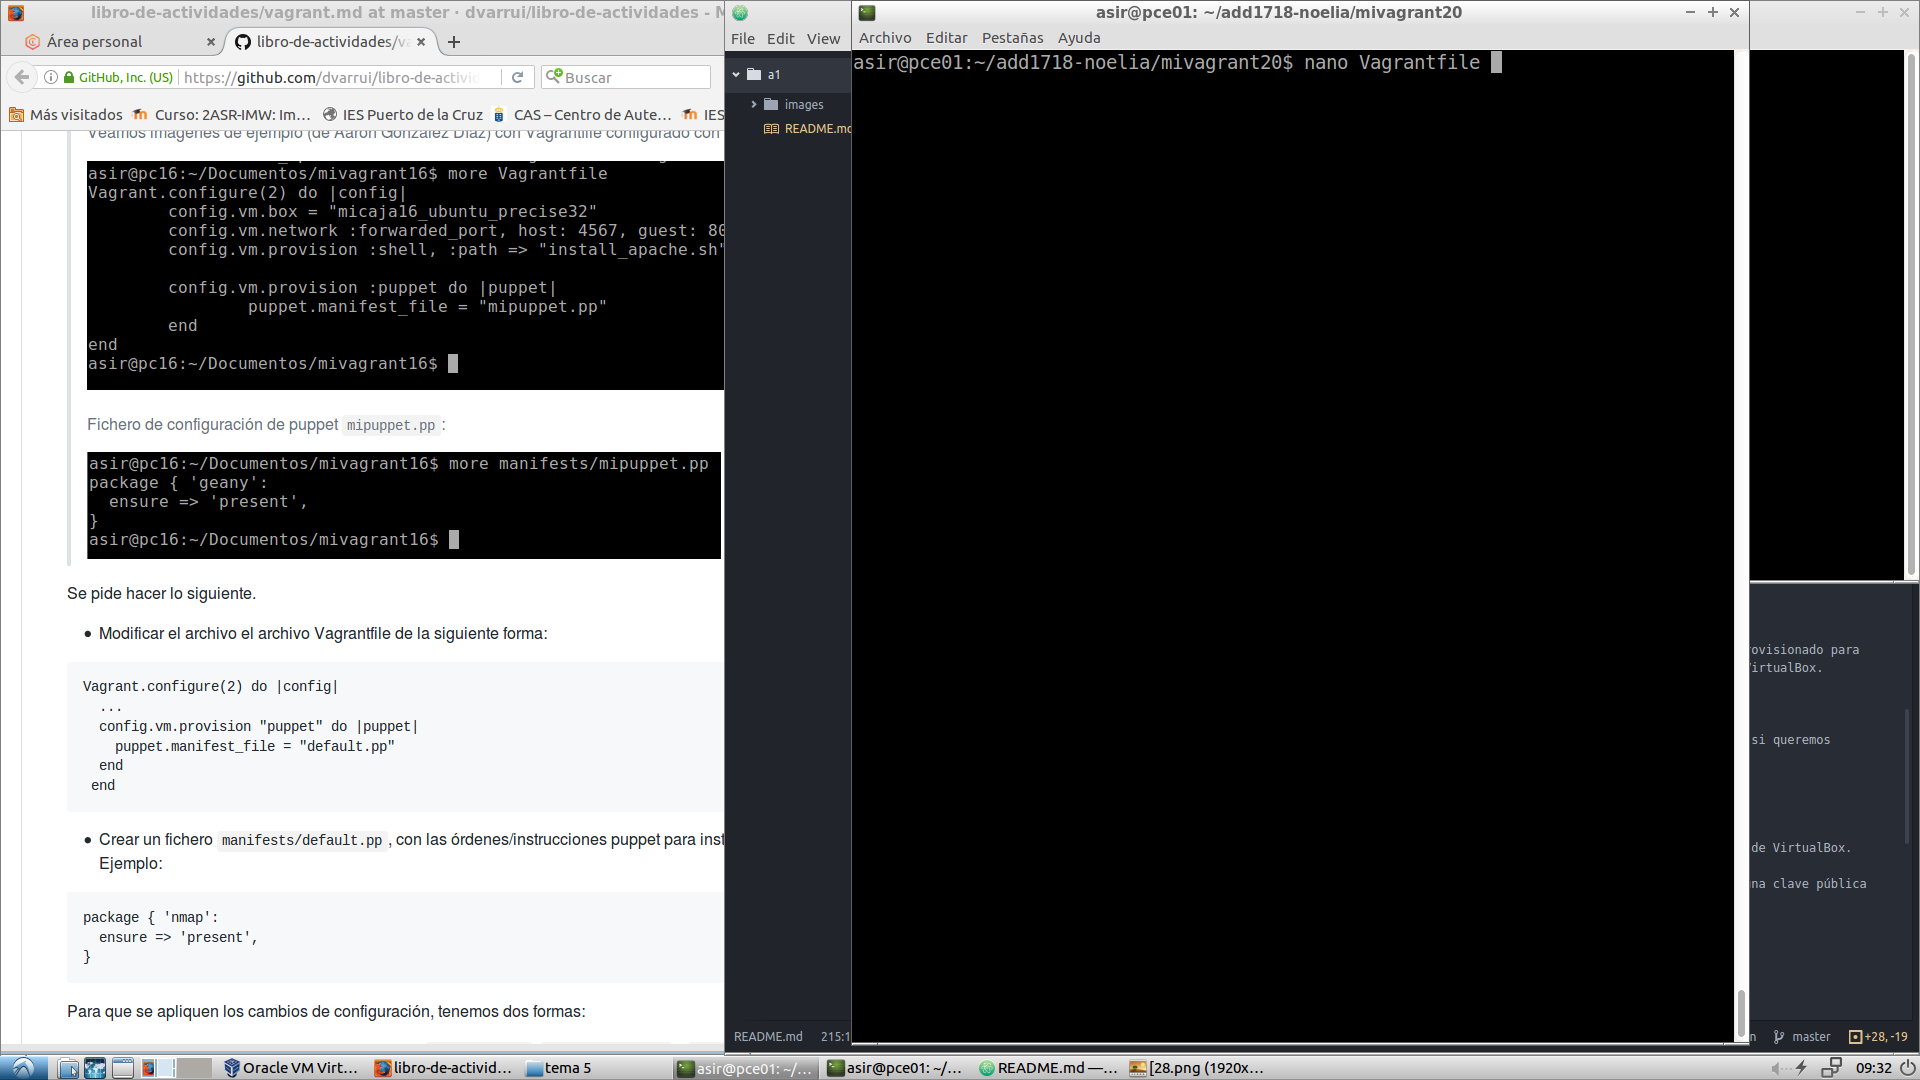 libro-de-actividades/vagrant.md at master · dvarrui/libro-de-actividades - M
Área personal
libro-de-actividades/va
GitHub, Inc. (US)
https://github.com/dvarrui/libro-de-activid
Buscar
Más visitados
Curso: 2ASR-IMW: Im...
IES Puerto de la Cruz
CAS – Centro de Aute...
IES
Veamos imágenes de ejemplo (de Aarón González Díaz) con Vagrantfile configurado con
asir@pc16:~/Documentos/mivagrant16$ more Vagrantfile
Vagrant.configure(2) do |config|
config.vm.box = "micaja16_ubuntu_precise32"
config.vm.network :forwarded_port, host: 4567, guest: 80
config.vm.provision :shell, :path => "install_apache.sh"
config.vm.provision :puppet do |puppet|
puppet.manifest_file = "mipuppet.pp"
end
end
asir@pc16:~/Documentos/mivagrant16$
Fichero de configuración de puppet mipuppet.pp :
asir@pc16:~/Documentos/mivagrant16$ more manifests/mipuppet.pp
package { 'geany':
ensure => 'present',
}
asir@pc16:~/Documentos/mivagrant16$
Se pide hacer lo siguiente.
• Modificar el archivo el archivo Vagrantfile de la siguiente forma:
Vagrant.configure(2) do |config|
...
config.vm.provision "puppet" do |puppet|
puppet.manifest_file = "default.pp"
end
end
• Crear un fichero manifests/default.pp , con las órdenes/instrucciones puppet para inst
Ejemplo:
package { 'nmap':
ensure => 'present',
}
Para que se apliquen los cambios de configuración, tenemos dos formas:
File Edit View
a1
images
README.md
README.md 215:1
asir@pce01: ~/add1718-noelia/mivagrant20
Archivo Editar Pestañas Ayuda
asir@pce01:~/add1718-noelia/mivagrant20$ nano Vagrantfile
ovisionado para
irtualBox.
si queremos
de VirtualBox.
na clave pública
n master +28, -19
Oracle VM Virt...
libro-de-activid...
tema 5
asir@pce01: ~/...
asir@pce01: ~/...
README.md —...
[28.png (1920x...
09:32